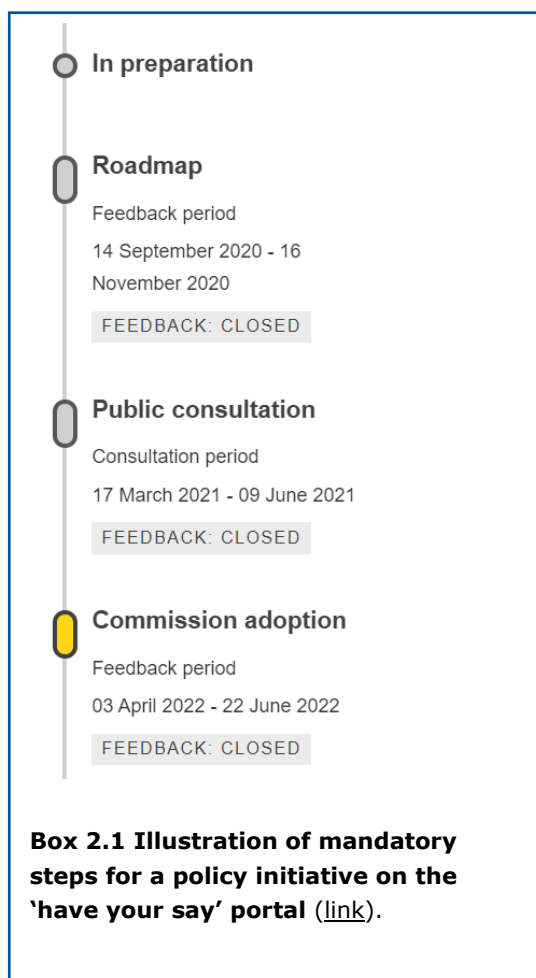 In preparation
Roadmap
Feedback period
14 September 2020 - 16
November 2020
FEEDBACK: CLOSED
Public consultation
Consultation period
17 March 2021 - 09 June 2021
FEEDBACK: CLOSED
Commission adoption
Feedback period
03 April 2022 - 22 June 2022
FEEDBACK: CLOSED
Box 2.1 Illustration of mandatory
steps for a policy initiative on the
‘have your say’ portal (link).